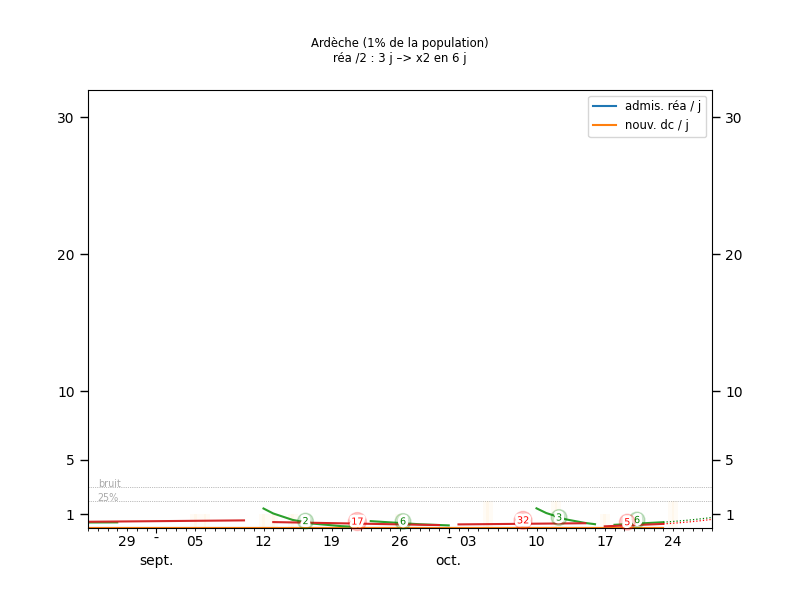 Ardèche (1% de la population)
réa /2 : 3 j –> x2 en 6 j
admis. réa / j
nouv. dc / j
30 30
20 20
10 10
5 5
bruit
25%
1 1
2 17 6 32 3 5 6
29 - 05 12 19 26 - 03 10 17 24
sept. oct.